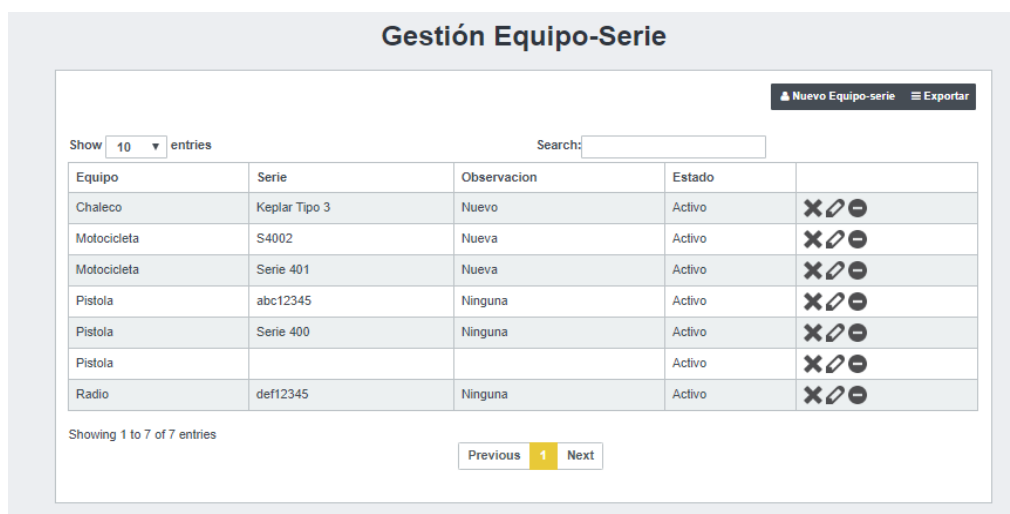 Gestión Equipo-Serie
Nuevo Equipo-serie Exportar
Show 10 entries Search:
Equipo Serie Observacion Estado
Chaleco Keplar Tipo 3 Nuevo Activo
Motocicleta S4002 Nueva Activo
Motocicleta Serie 401 Nueva Activo
Pistola abc12345 Ninguna Activo
Pistola Serie 400 Ninguna Activo
Pistola Activo
Radio def12345 Ninguna Activo
Showing 1 to 7 of 7 entries
Previous 1 Next